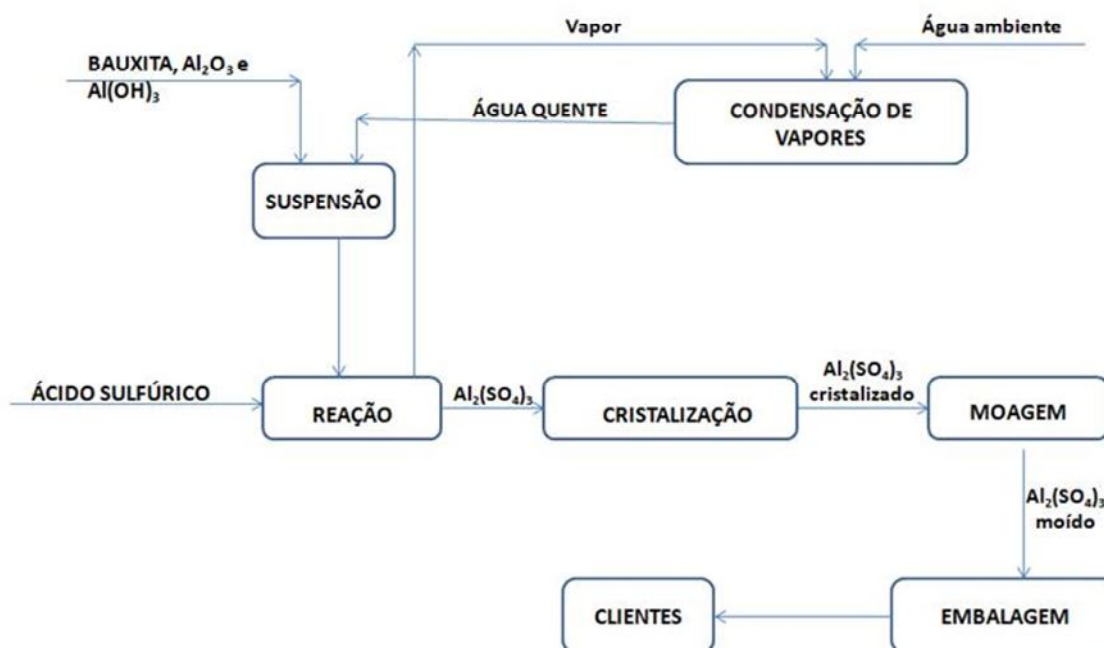 Vapor
Água ambiente
BAUXITA, Al₂O₃ e
Al(OH)₃
ÁGUA QUENTE
CONDENSAÇÃO DE
VAPORES
SUSPENSÃO
ÁCIDO SULFÚRICO
REAÇÃO
Al₂(SO₄)₃
CRISTALIZAÇÃO
Al₂(SO₄)₃
cristalizado
MOAGEM
Al₂(SO₄)₃
moído
CLIENTES
EMBALAGEM